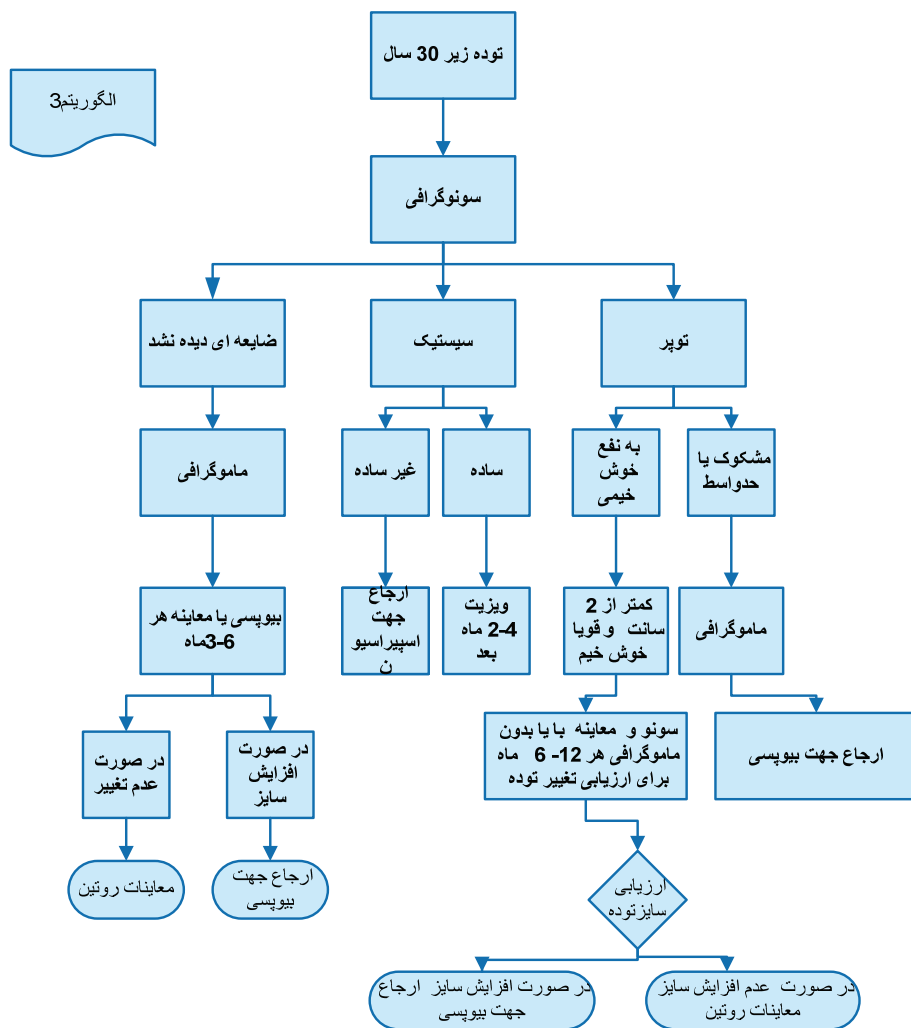 توده زیر 30 سال
الگوریتم3
سونوگرافی
توپر
سیستیک
ضایعه ای دیده نشد
مشکوک یا
حدواسط
به نفع
خوش
خیمی
ساده
غیر ساده
ماموگرافی
ماموگرافی
کمتر از 2
سانت و قویا
خوش خیم
ویزیت
2-4 ماه
بعد
ارجاع
جهت
اسپیراسیو
ن
بیوپسی یا معاینه هر
3-6ماه
ارجاع جهت بیوپسی
سونو و معاینه با یا بدون
ماموگرافی هر 12- 6 ماه
برای ارزیابی تغییر توده
در صورت
افزایش
سایز
در صورت
عدم تغییر
ارزیابی
سایزتوده
ارجاع جهت
بیوپسی
معاینات روتین
در صورت عدم افزایش سایز
معاینات روتین
در صورت افزایش سایز ارجاع
جهت بیوپسی